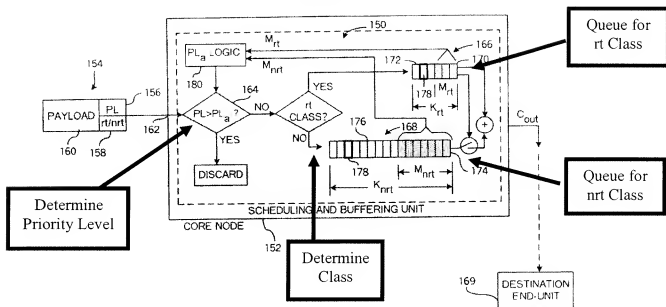 150
M_rt
PL_a LOGIC
M_nrt
180
172
166
170
Queue for
rt Class
154
156
PL
PAYLOAD
rt/nrt
160
158
162
164
PL>PL_a ?
NO
YES
DISCARD
YES
rt
CLASS?
NO
178
M_rt
K_rt
176
168
178
M_nrt
K_nrt
174
+
C_out
Queue for
nrt Class
Determine
Priority Level
SCHEDULING AND BUFFERING UNIT
CORE NODE
152
Determine
Class
169
DESTINATION
END-UNIT